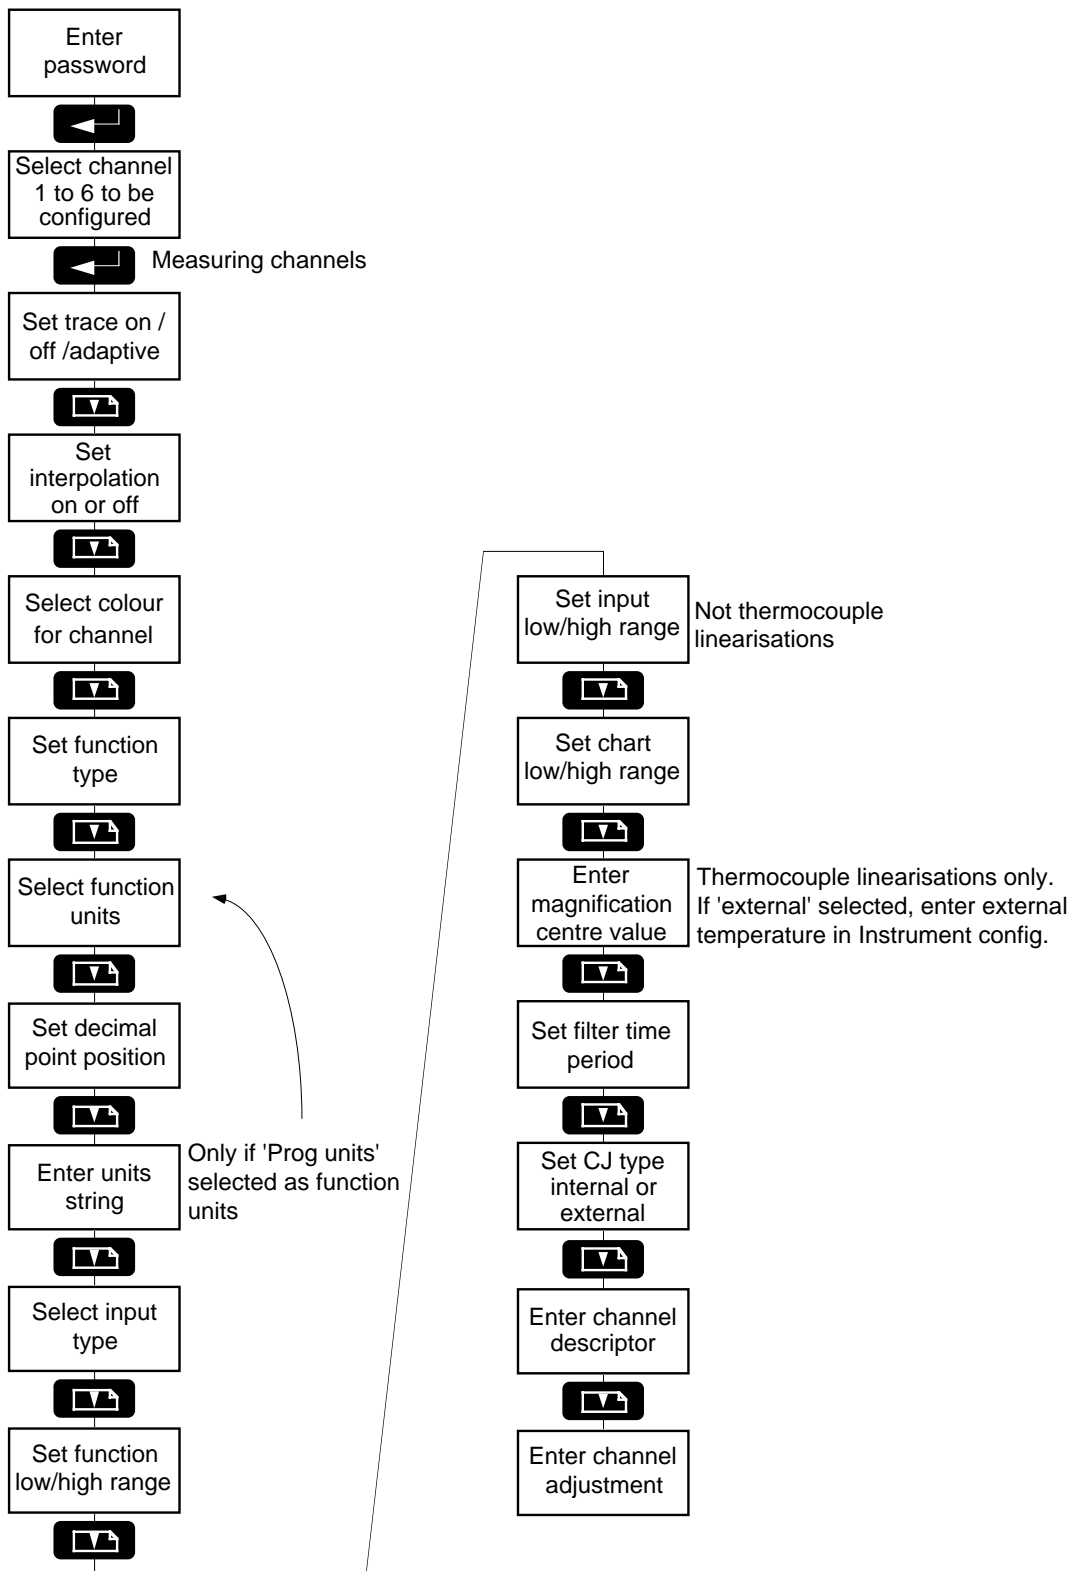 Enter
password
Select channel
1 to 6 to be
configured
Measuring channels
Set trace on /
off /adaptive
Set
interpolation
on or off
Select colour
for channel
Set function
type
Select function
units
Set decimal
point position
Enter units
string
Only if 'Prog units'
selected as function
units
Select input
type
Set function
low/high range
Set input
low/high range
Not thermocouple
linearisations
Set chart
low/high range
Enter
magnification
centre value
Thermocouple linearisations only.
If 'external' selected, enter external
temperature in Instrument config.
Set filter time
period
Set CJ type
internal or
external
Enter channel
descriptor
Enter channel
adjustment